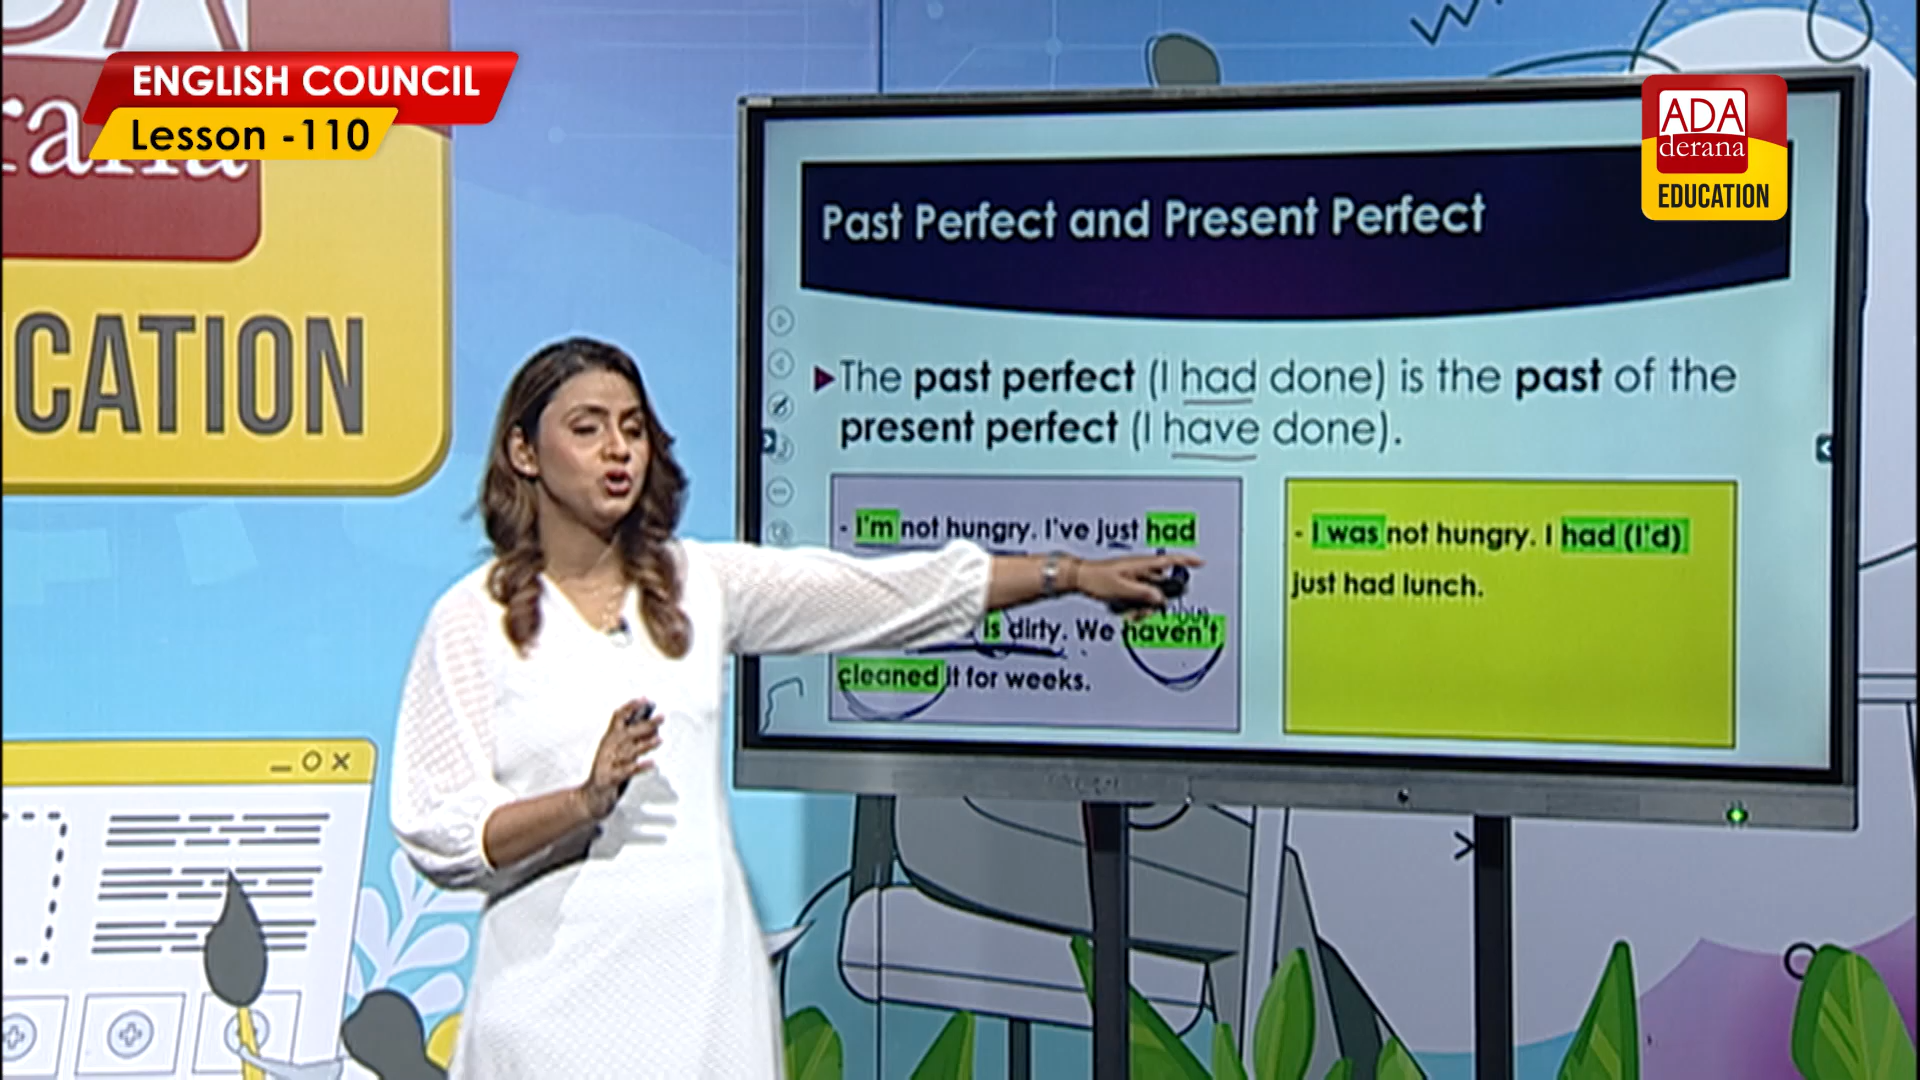 ENGLISH COUNCIL
Lesson -110
ADA
derana
EDUCATION
CATION
Past Perfect and Present Perfect
The past perfect (I had done) is the past of the
present perfect (I have done).
- I'm not hungry. I've just had
is dirty. We haven't
cleaned it for weeks.
- I was not hungry. I had (I'd)
just had lunch.